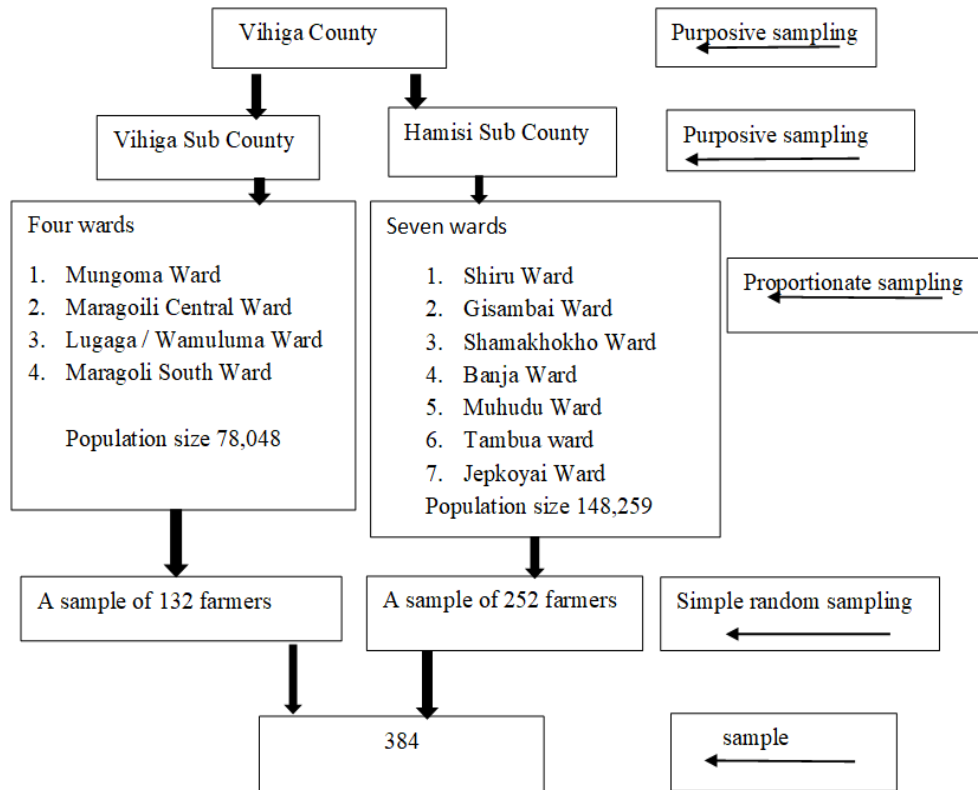 Vihiga County
Purposive sampling
Vihiga Sub County
Hamisi Sub County
Purposive sampling
Four wards
1. Mungoma Ward
2. Maragoili Central Ward
3. Lugaga / Wamuluma Ward
4. Maragoli South Ward
Population size 78,048
Seven wards
1. Shiru Ward
2. Gisambai Ward
3. Shamakhokho Ward
4. Banja Ward
5. Muhudu Ward
6. Tambua ward
7. Jepkoyai Ward
Population size 148,259
Proportionate sampling
A sample of 132 farmers
A sample of 252 farmers
Simple random sampling
384
sample